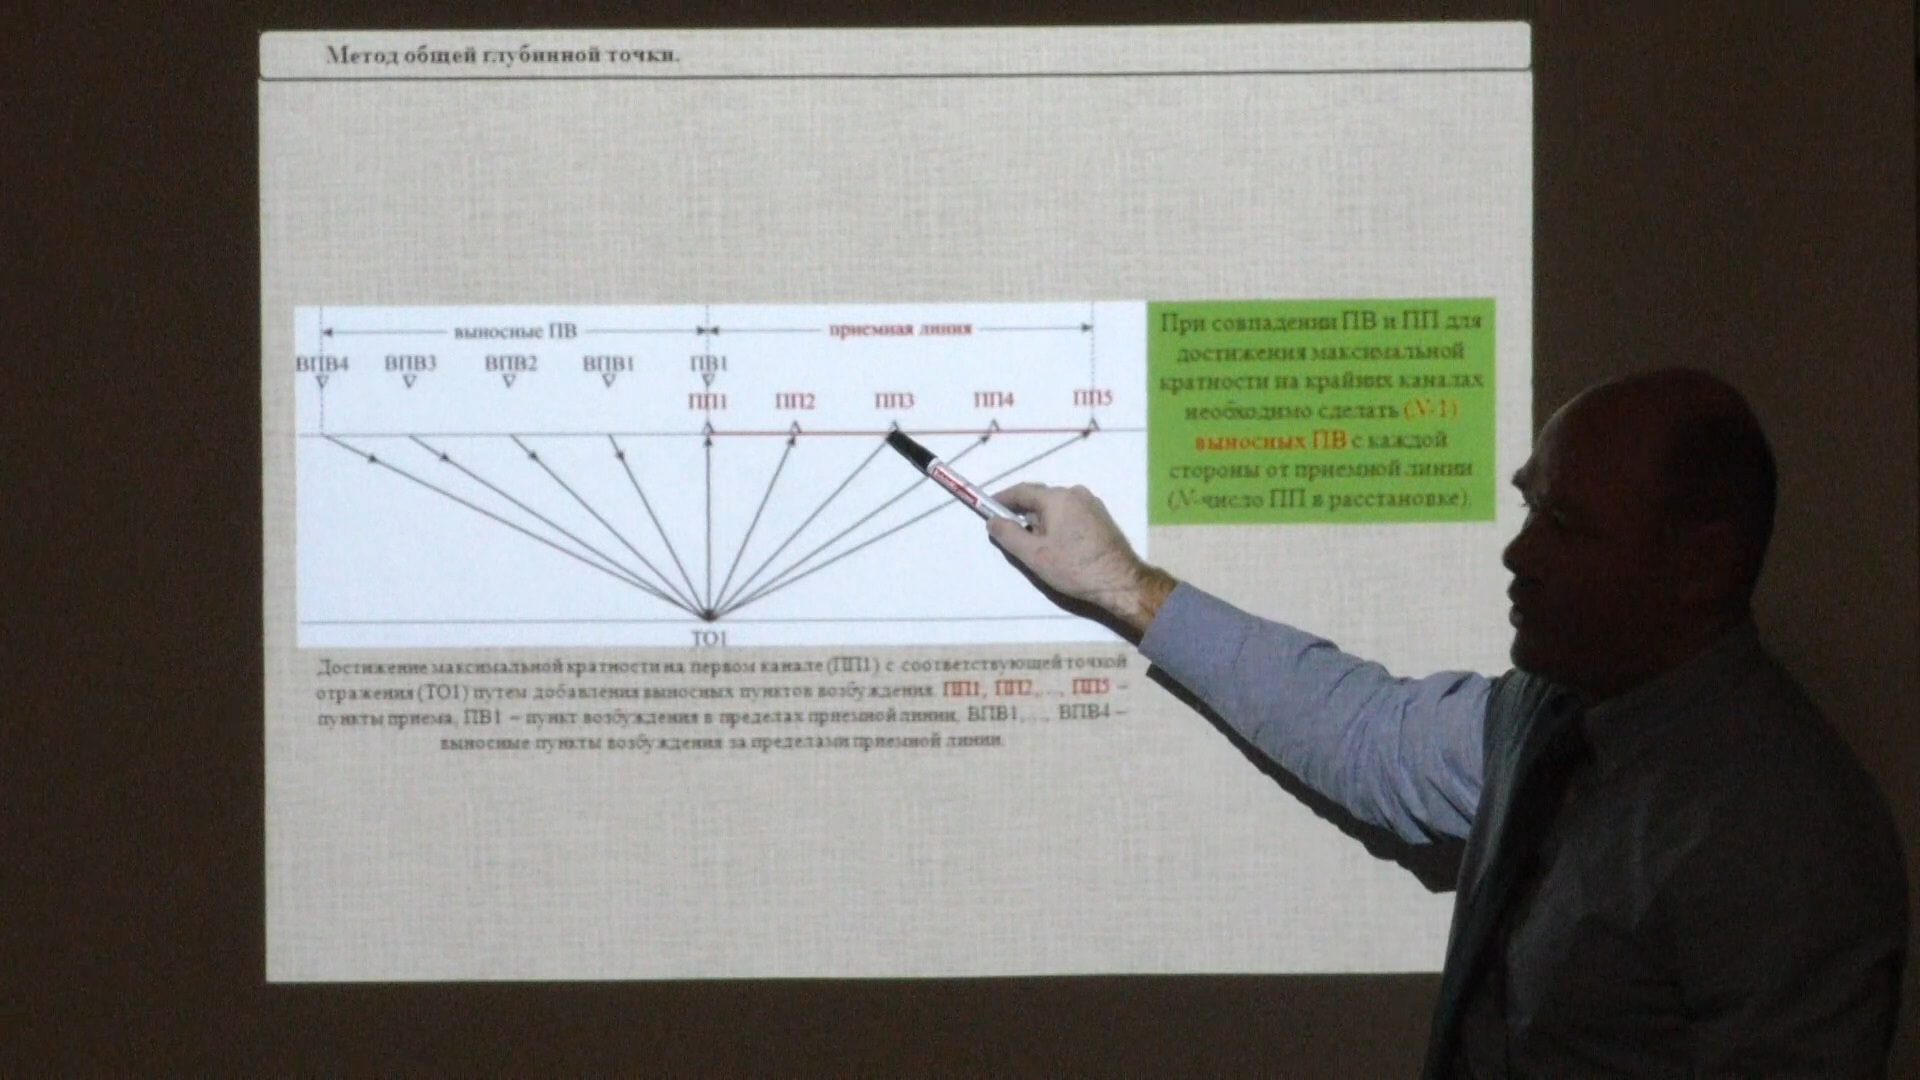 Метод общей глубинной точки.
выносные ПВ
приемная линия
ВПВ4 ВПВ3 ВПВ2 ВПВ1 ПВ1
ПП1 ПП2 ПП3 ПП4 ПП5
ТО1
При совпадении ПВ и ПП для
достижения максимальной
кратности на крайних каналах
необходимо сделать (N-1)
выносных ПВ с каждой
стороны от приемной линии
(N-число ПП в расстановке).
Достижение максимальной кратности на первом канале (ПП1) с соответствующей точкой
отражения (ТО1) путем добавления выносных пунктов возбуждения. ПП1, ПП2,..., ПП5 –
пункты приема, ПВ1 – пункт возбуждения в пределах приемной линии, ВПВ1,..., ВПВ4 –
выносные пункты возбуждения за пределами приемной линии.